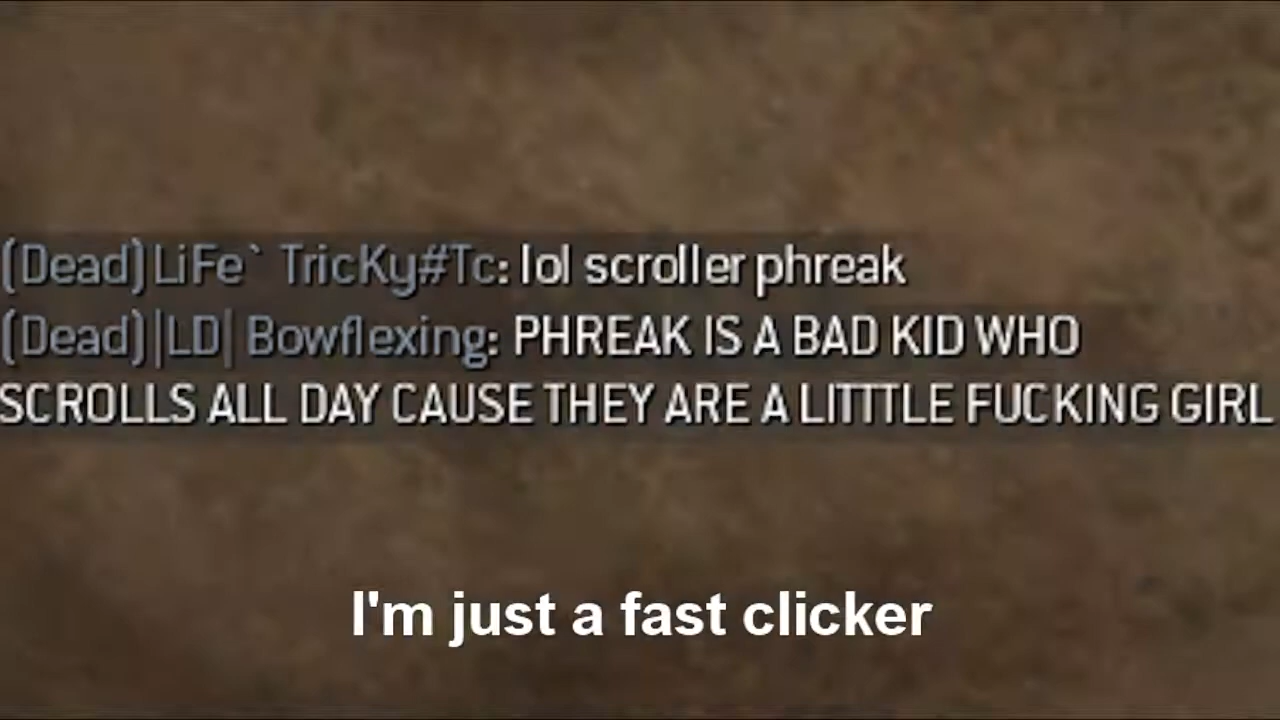 (Dead)LiFe` TricKy#Tc: lol scroller phreak
(Dead)|LD| Bowflexing: PHREAK IS A BAD KID WHO
SCROLLS ALL DAY CAUSE THEY ARE A LITTTLE FUCKING GIRL
I'm just a fast clicker